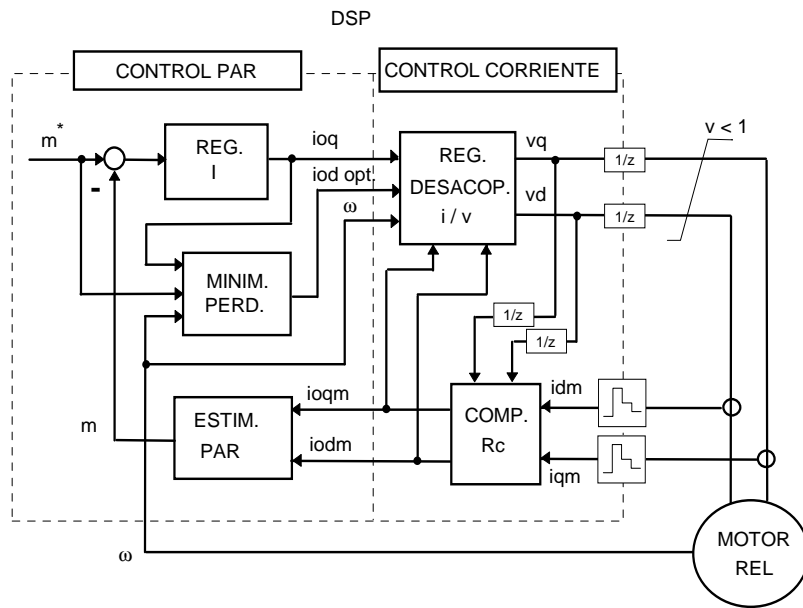 DSP
CONTROL PAR
CONTROL CORRIENTE
m*
-
REG.
I
ioq
iod opt.
ω
REG.
DESACOP.
i / v
vq
vd
1/z
1/z
v < 1
MINIM.
PERD.
1/z
1/z
m
ESTIM.
PAR
ioqm
iodm
COMP.
Rc
idm
iqm
ω
MOTOR
REL